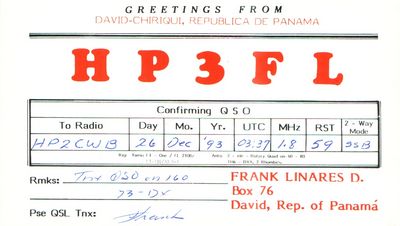 GREETINGS FROM
DAVID-CHIRIQUI, REPUBLICA DE PANAMA
HP3FL
Confirming QSO
To Radio Day Mo. Yr. UTC MHz RST 2 - Way Mode
HP2CWB 26 Dec '93 03:37 1.8 59 SSB
Rmks: Tnx QSO on 160
73-DX
Pse QSL Tnx: Frank
FRANK LINARES D.
Box 76
David, Rep. of Panamá